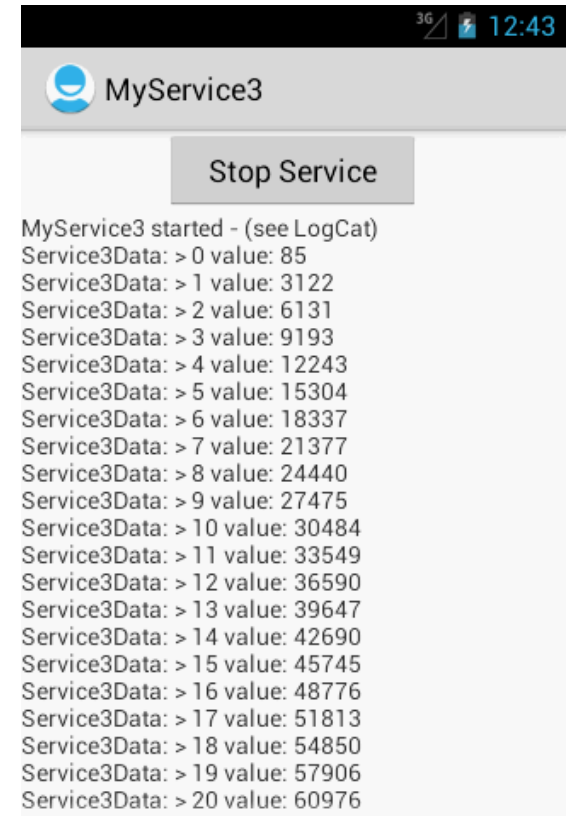 3G 12:43
MyService3
Stop Service
MyService3 started - (see LogCat)
Service3Data: > 0 value: 85
Service3Data: > 1 value: 3122
Service3Data: > 2 value: 6131
Service3Data: > 3 value: 9193
Service3Data: > 4 value: 12243
Service3Data: > 5 value: 15304
Service3Data: > 6 value: 18337
Service3Data: > 7 value: 21377
Service3Data: > 8 value: 24440
Service3Data: > 9 value: 27475
Service3Data: > 10 value: 30484
Service3Data: > 11 value: 33549
Service3Data: > 12 value: 36590
Service3Data: > 13 value: 39647
Service3Data: > 14 value: 42690
Service3Data: > 15 value: 45745
Service3Data: > 16 value: 48776
Service3Data: > 17 value: 51813
Service3Data: > 18 value: 54850
Service3Data: > 19 value: 57906
Service3Data: > 20 value: 60976